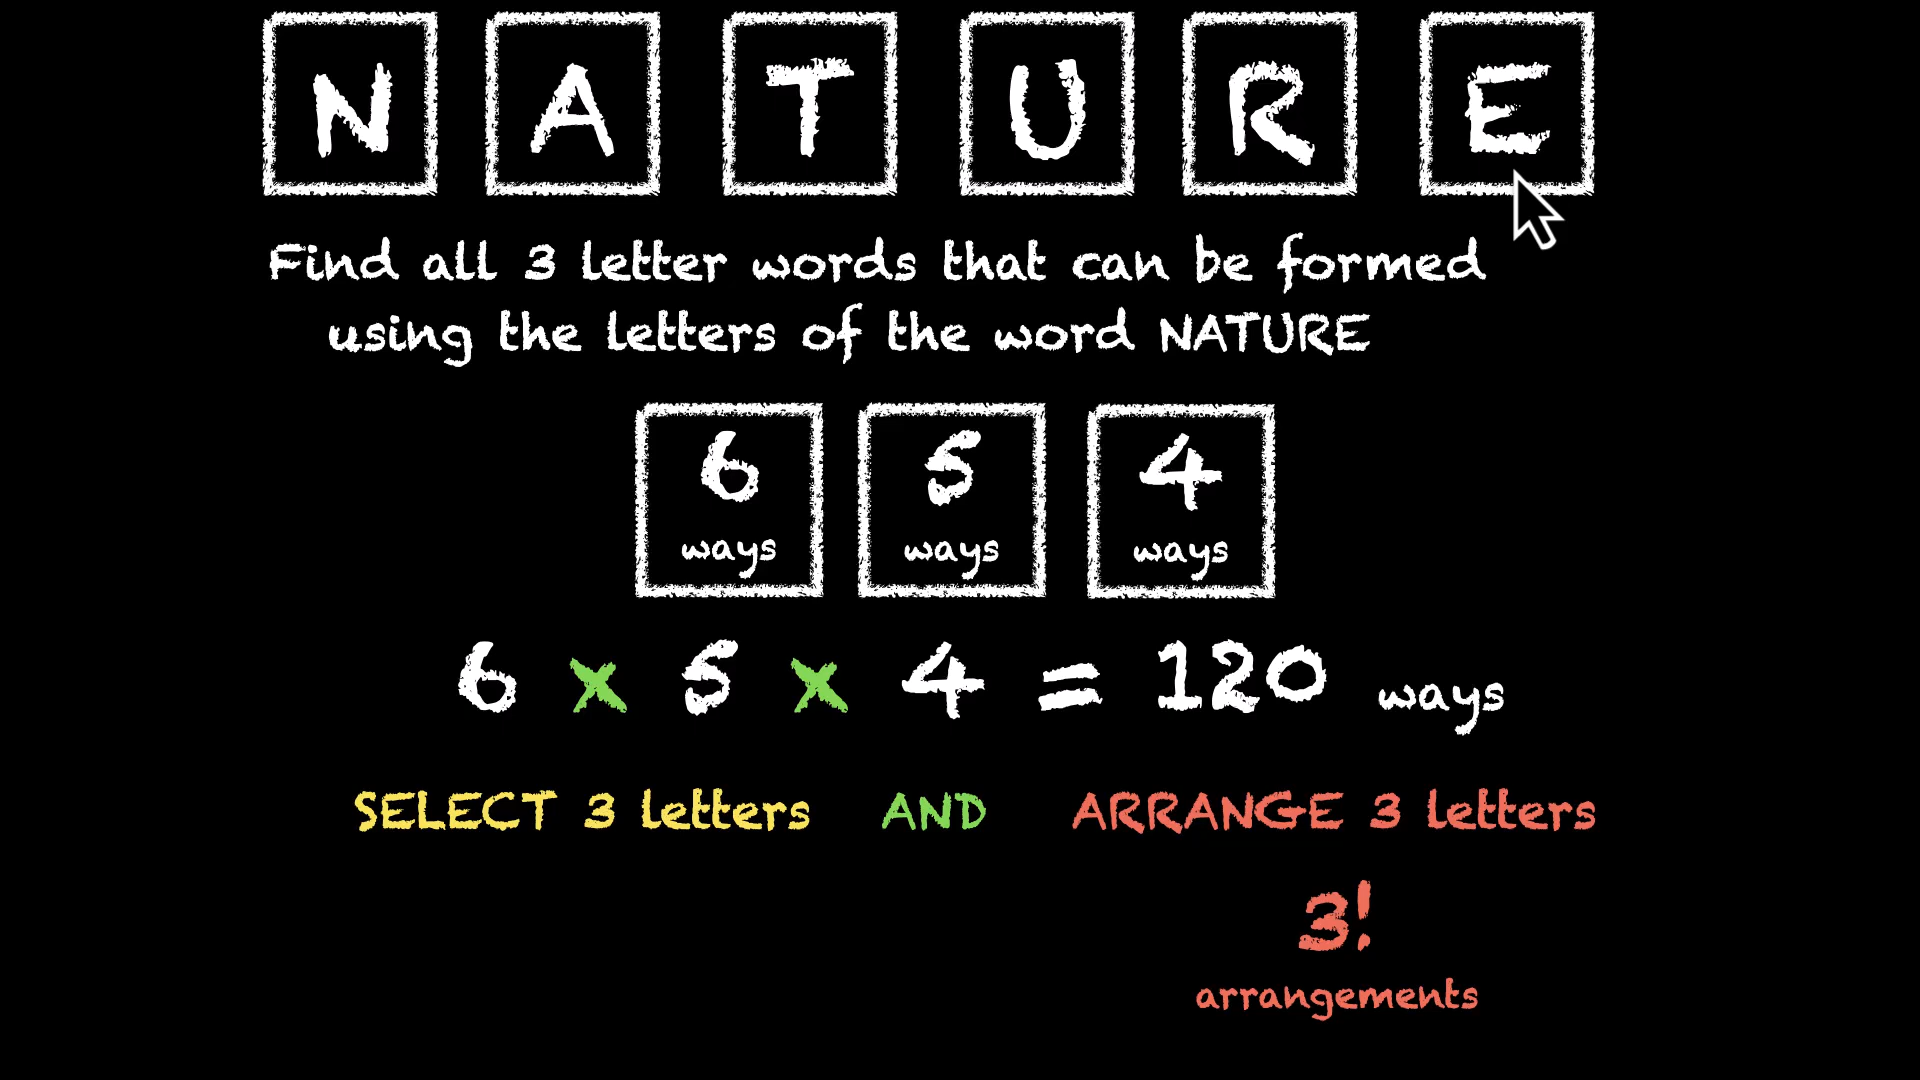 N A T U R E
Find all 3 letter words that can be formed
using the letters of the word NATURE
6 5 4
ways ways ways
6 x 5 x 4 = 120 ways
SELECT 3 letters AND ARRANGE 3 letters
3!
arrangements